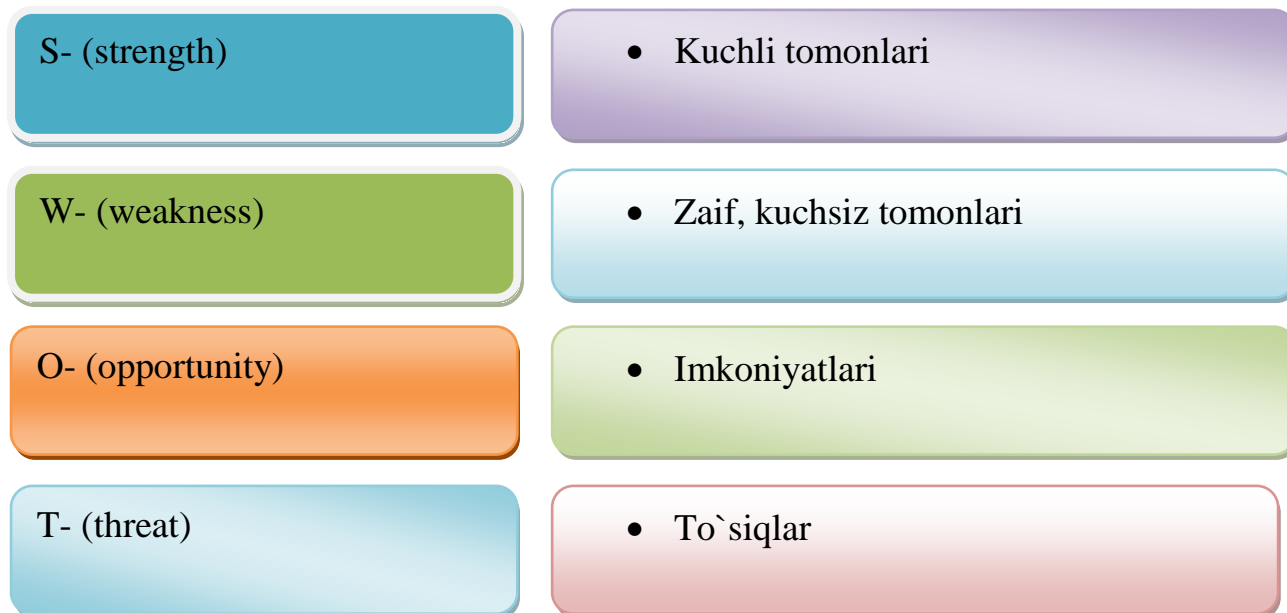 S- (strength)
• Kuchli tomonlari
W- (weakness)
• Zaif, kuchsiz tomonlari
O- (opportunity)
• Imkoniyatlari
T- (threat)
• To`siqlar